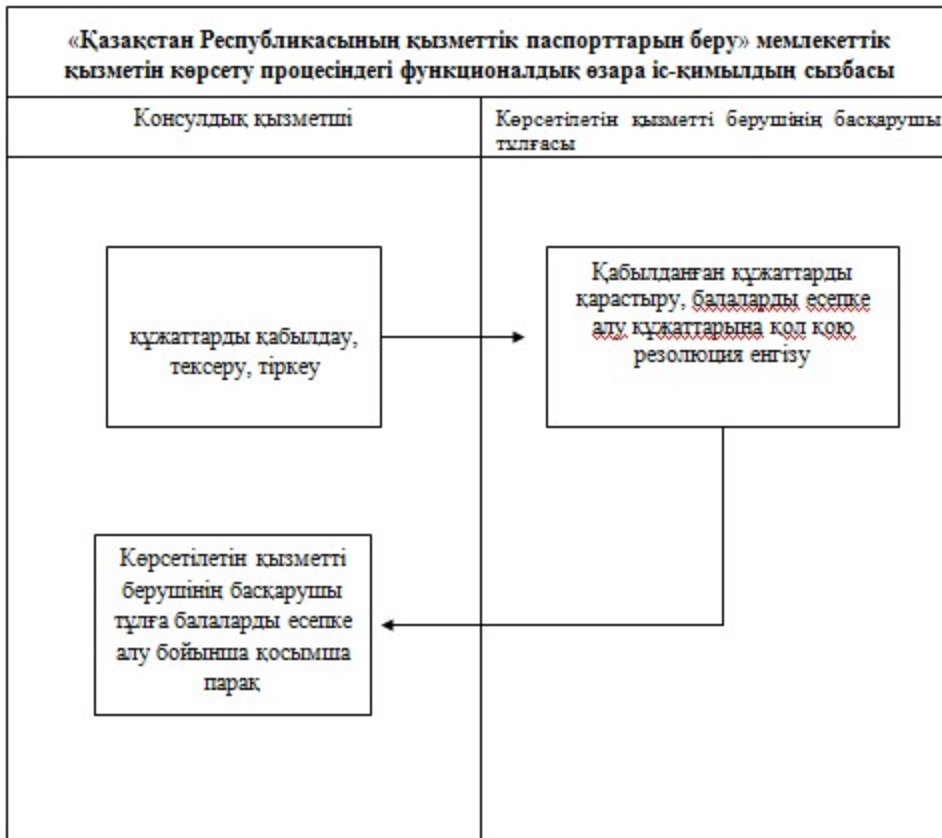 «Қазақстан Республикасының қызметтік паспорттарын беру» мемлекеттік
қызметін көрсету процесіндегі функционалдық өзара іс-қимылдың сызбасы
Консулдық қызметші
Көрсетілетін қызметті берушінің басқарушы
тұлғасы
құжаттарды қабылдау,
тексеру, тіркеу
Қабылданған құжаттарды
қарастыру, балаларды есепке
алу құжаттарына қол қою
резолюция енгізу
Көрсетілетін қызметті
берушінің басқарушы
тұлға балаларды есепке
алу бойынша қосымша
парақ